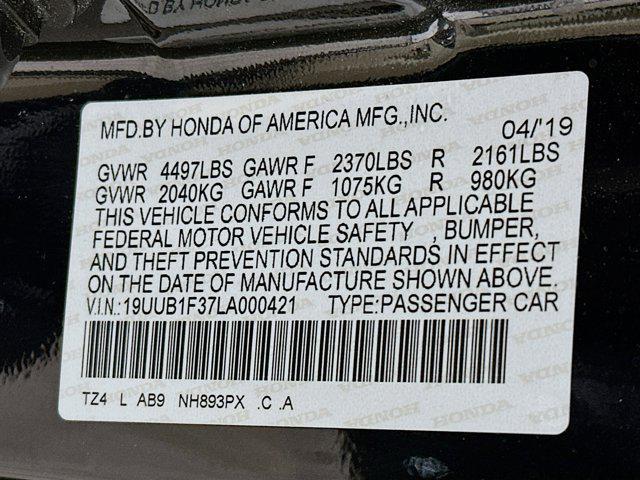 MFD.BY HONDA OF AMERICA MFG.,INC. 04/'19
GVWR 4497LBS GAWR F 2370LBS R 2161LBS
GVWR 2040KG GAWR F 1075KG R 980KG
THIS VEHICLE CONFORMS TO ALL APPLICABLE
FEDERAL MOTOR VEHICLE SAFETY , BUMPER,
AND THEFT PREVENTION STANDARDS IN EFFECT
ON THE DATE OF MANUFACTURE SHOWN ABOVE.
V.I.N.:19UUB1F37LA000421 TYPE:PASSENGER CAR
TZ4 L AB9 NH893PX .C .A